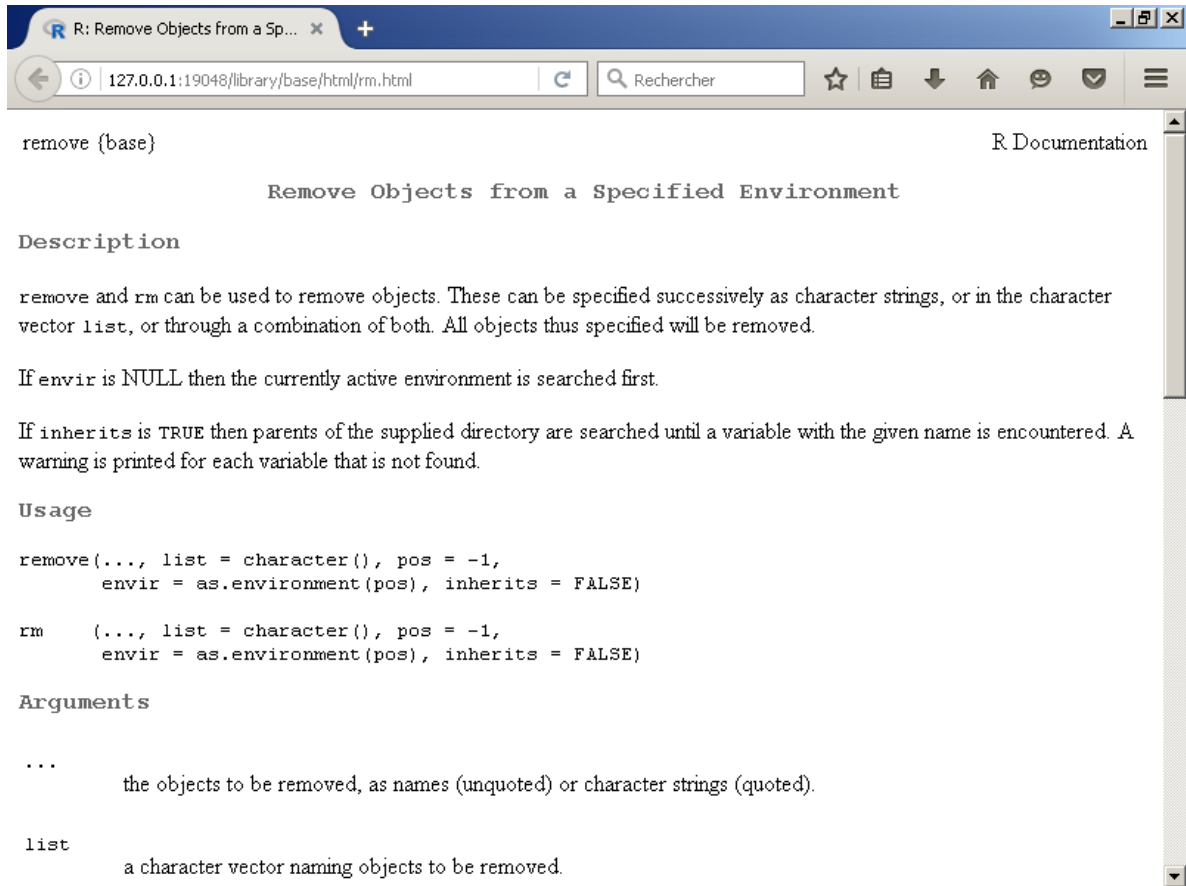 R: Remove Objects from a Sp...
127.0.0.1:19048/library/base/html/rm.html
Rechercher
remove {base}
R Documentation
Remove Objects from a Specified Environment
Description
remove and rm can be used to remove objects. These can be specified successively as character strings, or in the character
vector list, or through a combination of both. All objects thus specified will be removed.
If envir is NULL then the currently active environment is searched first.
If inherits is TRUE then parents of the supplied directory are searched until a variable with the given name is encountered. A
warning is printed for each variable that is not found.
Usage
remove(..., list = character(), pos = -1,
envir = as.environment(pos), inherits = FALSE)
rm (..., list = character(), pos = -1,
envir = as.environment(pos), inherits = FALSE)
Arguments
...
the objects to be removed, as names (unquoted) or character strings (quoted).
list
a character vector naming objects to be removed.